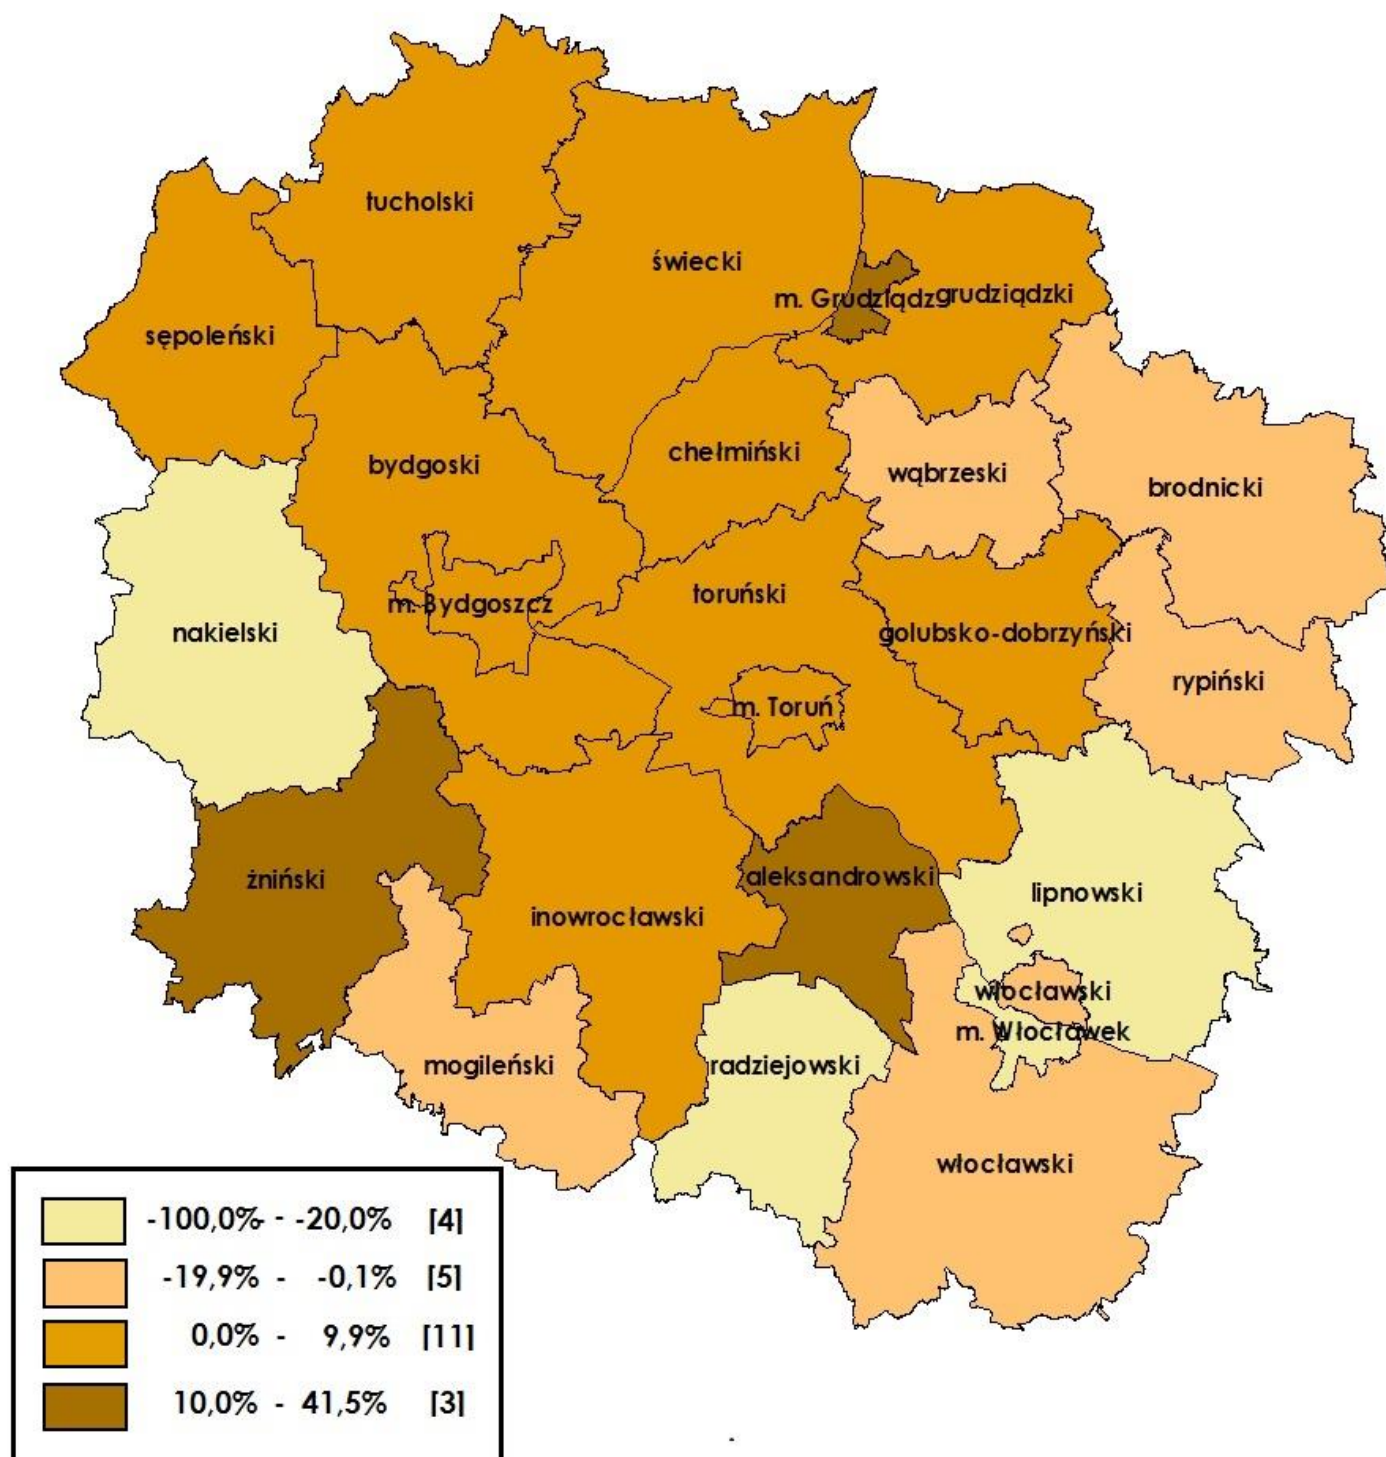 tucholski
świecki
m. Grudziądz
grudziądzki
sępoleński
chełmiński
bydgoski
wąbrzeski
brodnicki
m. Bydgoszcz
toruński
nakielski
golubsko-dobrzyński
rypiński
m. Toruń
żniński
aleksandrowski
lipnowski
inowrocławski
włocławski
m. Włocławek
mogileński
radziejowski
włocławski
-100,0% - -20,0% [4]
-19,9% - -0,1% [5]
0,0% - 9,9% [11]
10,0% - 41,5% [3]